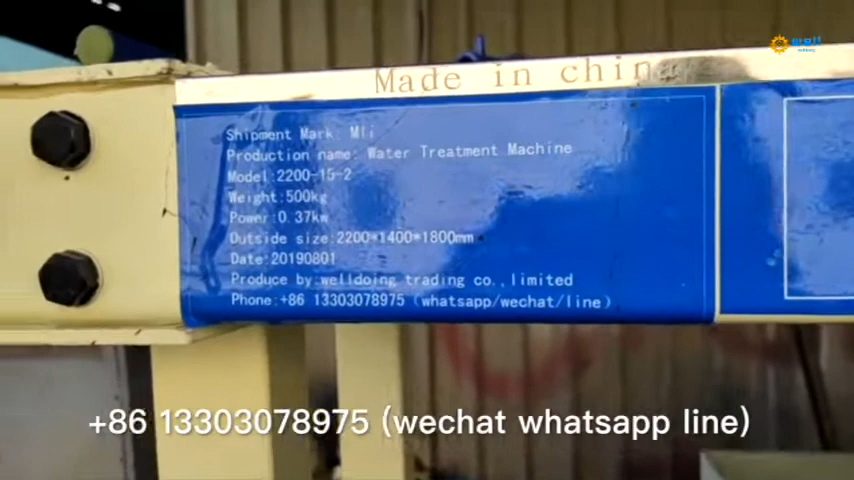 Made in china
Shipment Mark: Mli
Production name: Water Treatment Machine
Model:2200-15-2
Weight:500kg
Power:0.37kw
Outside size:2200*1400*1800mm
Date:20190801
Produce by:welldoing trading co.,limited
Phone:+86 13303078975 (whatsapp/wechat/line)
+86 13303078975 (wechat whatsapp line)